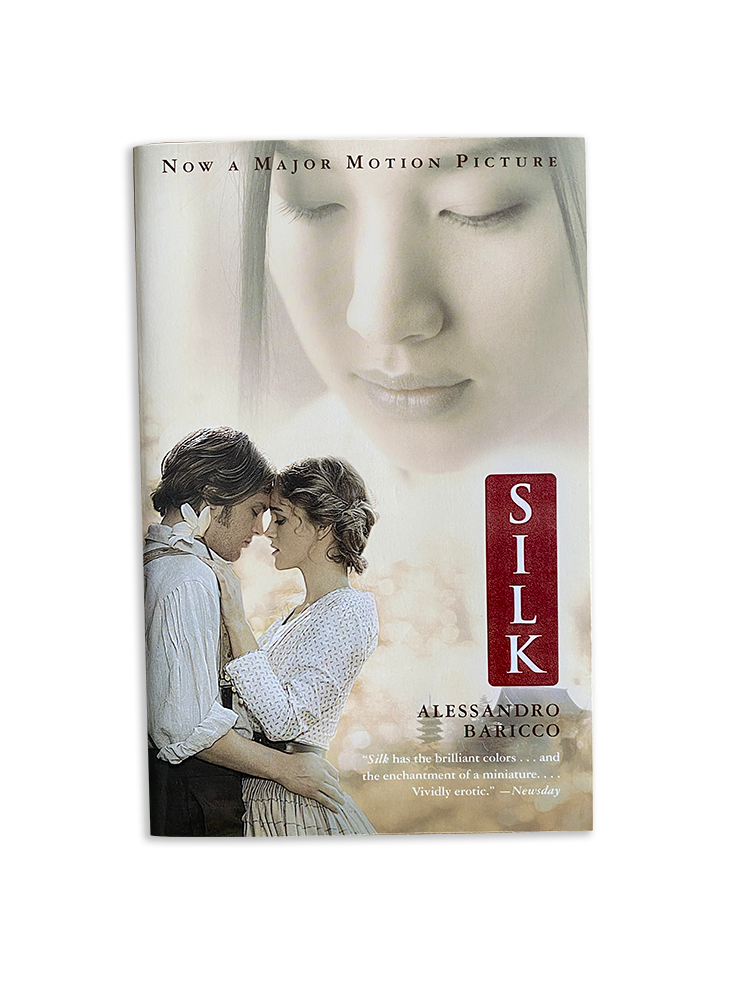 NOW A MAJOR MOTION PICTURE
SILK
ALESSANDRO
BARICCO
“Silk has the brilliant colors . . . and
the enchantment of a miniature. . . .
Vividly erotic.” —Newsday